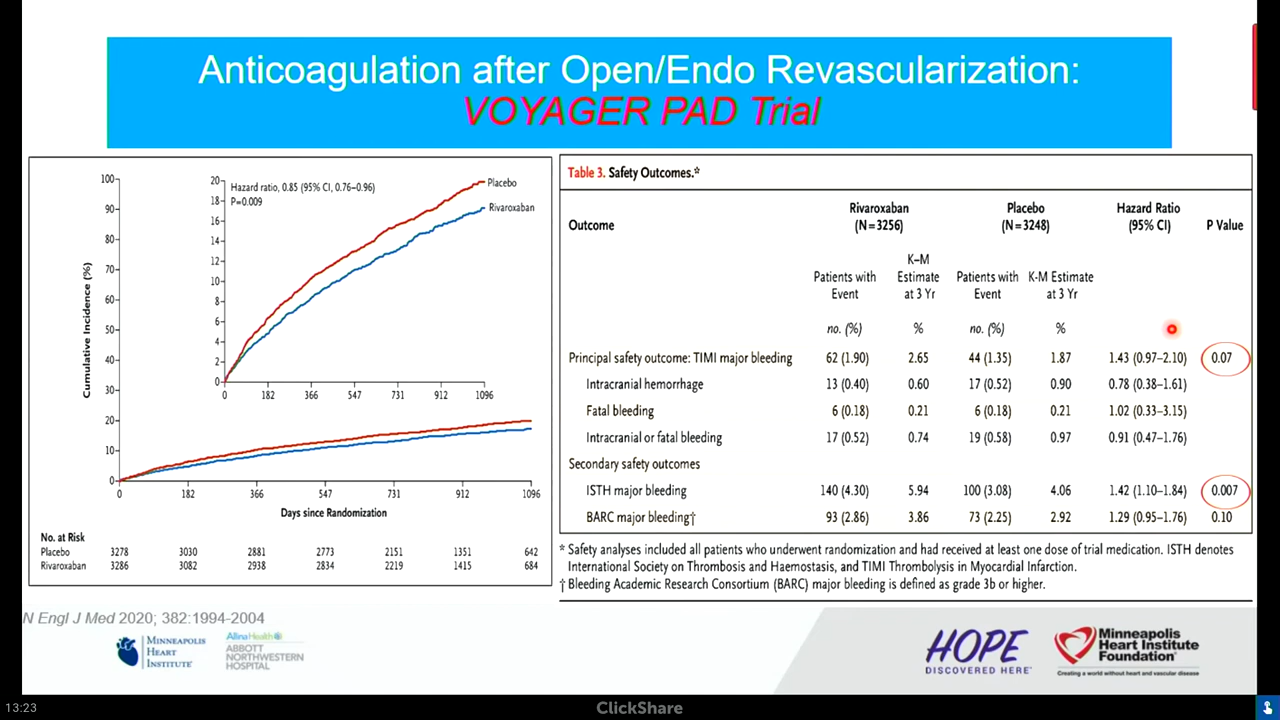 Anticoagulation after Open/Endo Revascularization:
VOYAGER PAD Trial
Cumulative Incidence (%)
100
90
80
70
60
50
40
30
20
10
0
20
18
16
14
12
10
8
6
4
2
0
Hazard ratio, 0.85 (95% CI, 0.76–0.96)
P=0.009
Placebo
Rivaroxaban
0 182 366 547 731 912 1096
0 182 366 547 731 912 1096
Days since Randomization
No. at Risk
Placebo 3278 3030 2881 2773 2151 1351 642
Rivaroxaban 3286 3082 2938 2834 2219 1415 684
Table 3. Safety Outcomes.*
Outcome Rivaroxaban (N=3256) Placebo (N=3248) Hazard Ratio (95% CI) P Value
Patients with Event K–M Estimate at 3 Yr Patients with Event K-M Estimate at 3 Yr
no. (%) % no. (%) %
Principal safety outcome: TIMI major bleeding 62 (1.90) 2.65 44 (1.35) 1.87 1.43 (0.97–2.10) 0.07
Intracranial hemorrhage 13 (0.40) 0.60 17 (0.52) 0.90 0.78 (0.38–1.61)
Fatal bleeding 6 (0.18) 0.21 6 (0.18) 0.21 1.02 (0.33–3.15)
Intracranial or fatal bleeding 17 (0.52) 0.74 19 (0.58) 0.97 0.91 (0.47–1.76)
Secondary safety outcomes
ISTH major bleeding 140 (4.30) 5.94 100 (3.08) 4.06 1.42 (1.10–1.84) 0.007
BARC major bleeding† 93 (2.86) 3.86 73 (2.25) 2.92 1.29 (0.95–1.76) 0.10
* Safety analyses included all patients who underwent randomization and had received at least one dose of trial medication. ISTH denotes
International Society on Thrombosis and Haemostasis, and TIMI Thrombolysis in Myocardial Infarction.
† Bleeding Academic Research Consortium (BARC) major bleeding is defined as grade 3b or higher.
N Engl J Med 2020; 382:1994-2004
MINNEAPOLIS
HEART
INSTITUTE
AllinaHealth
ABBOTT
NORTHWESTERN
HOSPITAL
HOPE
DISCOVERED HERE
Minneapolis
Heart Institute
Foundation
Creating a world without heart and vascular disease
13:23
ClickShare